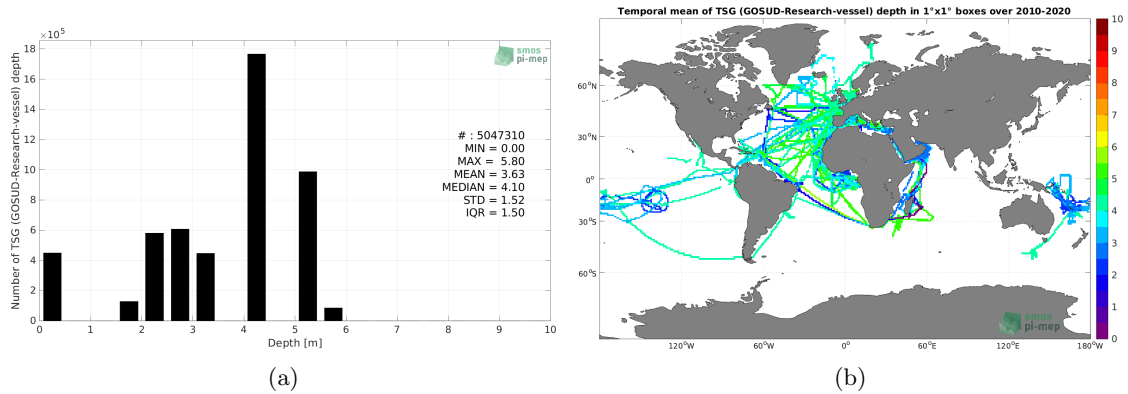 ×10⁵
18
16
14
12
10
8
6
4
2
0
Number of TSG (GOSUD-Research-vessel) depth
smos
pi-mep
# : 5047310
MIN = 0.00
MAX = 5.80
MEAN = 3.63
MEDIAN = 4.10
STD = 1.52
IQR = 1.50
0 1 2 3 4 5 6 7 8 9 10
Depth [m]
(a)
Temporal mean of TSG (GOSUD-Research-vessel) depth in 1°x1° boxes over 2010-2020
60°N
30°N
0°
30°S
60°S
120°W 60°W 0° 60°E 120°E 180°W
smos
pi-mep
10
9
8
7
6
5
4
3
2
1
0
(b)